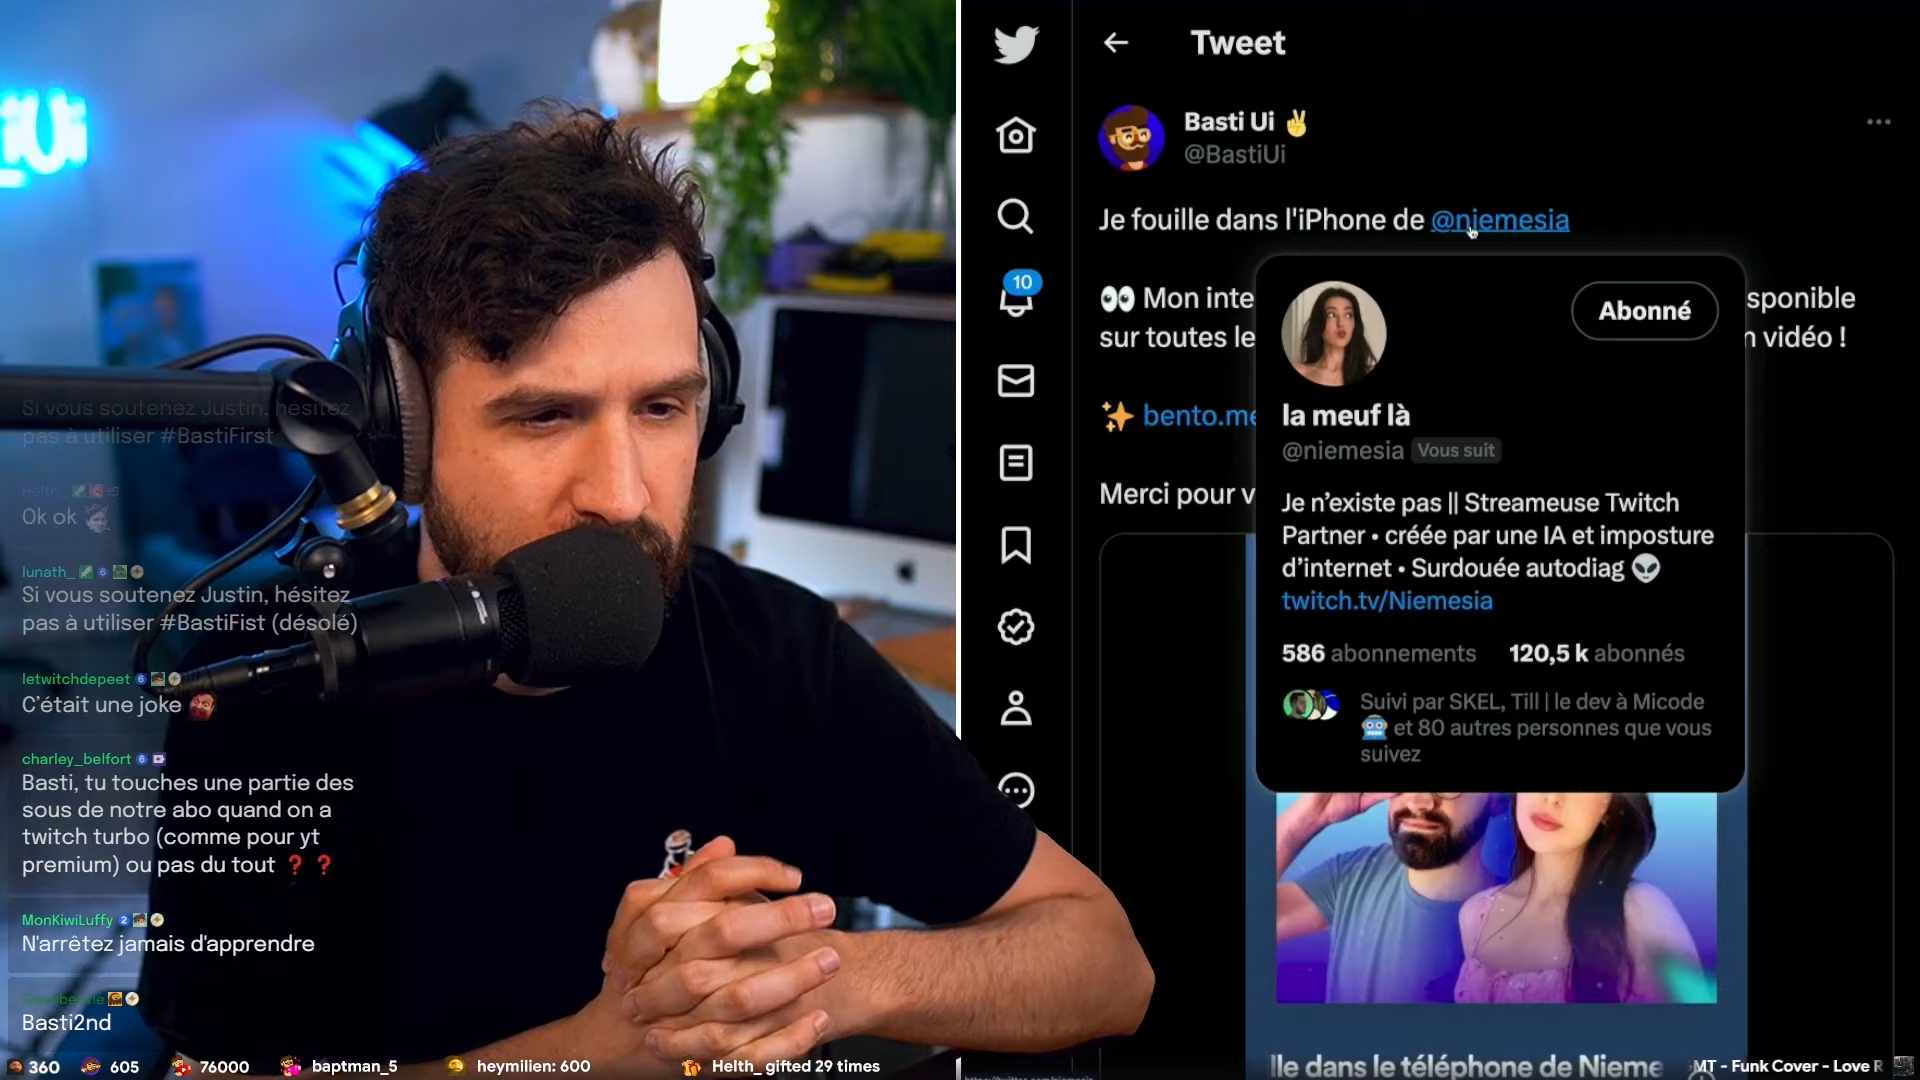 Ui
Si vous soutenez Justin, hésitez
pas à utiliser #BastiFirst
Helth_
Ok ok
lunath_
Si vous soutenez Justin, hésitez
pas à utiliser #BastiFist (désolé)
letwitchdepeet
C'était une joke
charley_belfort
Basti, tu touches une partie des
sous de notre abo quand on a
twitch turbo (comme pour yt
premium) ou pas du tout ❓ ❓
MonKiwiLuffy
N'arrêtez jamais d'apprendre
Basti2nd
360
605
76000
baptman_5
heymilien: 600
Helth_ gifted 29 times
Tweet
Basti Ui ✌
@BastiUi
Je fouille dans l'iPhone de @niemesia
10
👀 Mon inte
sponible
sur toutes le
n vidéo !
✨ bento.me
Merci pour v
Abonné
la meuf là
@niemesia Vous suit
Je n'existe pas || Streameuse Twitch
Partner • créée par une IA et imposture
d'internet • Surdouée autodiag 👽
twitch.tv/Niemesia
586 abonnements 120,5 k abonnés
Suivi par SKEL, Till | le dev à Micode
🤖 et 80 autres personnes que vous
suivez
lle dans le téléphone de Nieme
MT - Funk Cover - Love R